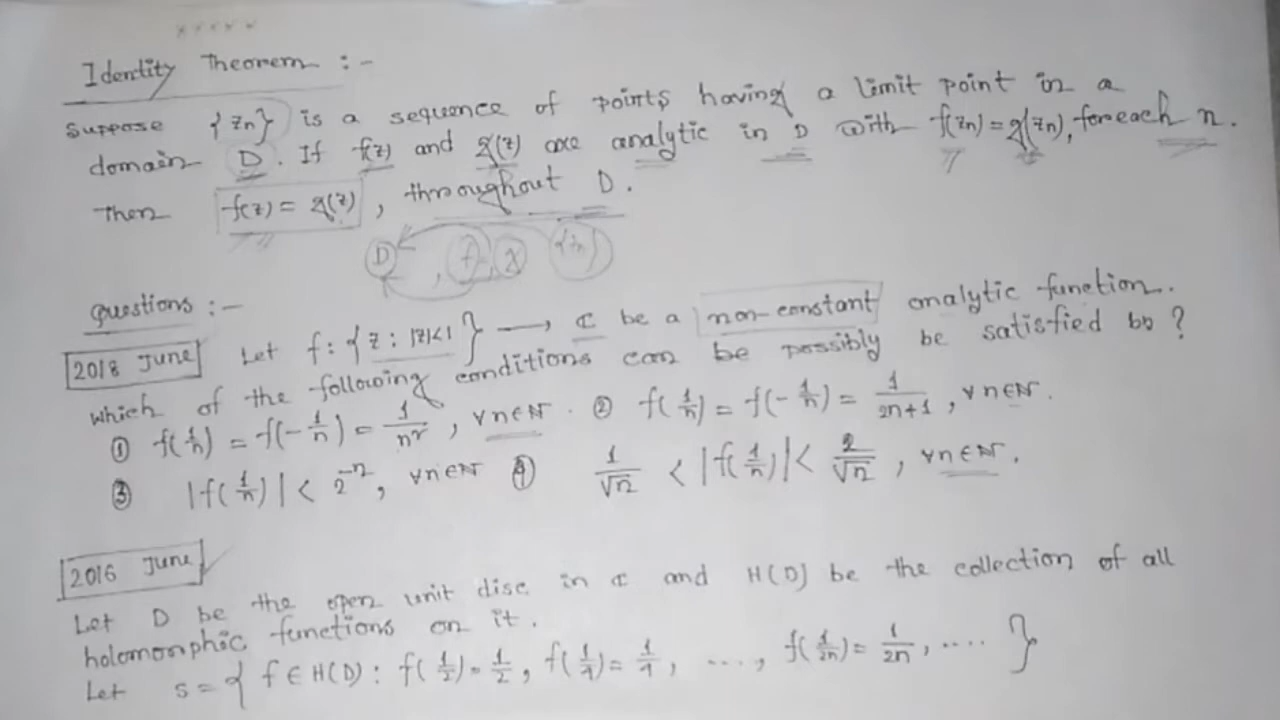 x x x x x
Identity Theorem :-
Suppose {zn} is a sequence of points having a limit point in a
domain D. If f(z) and g(z) are analytic in D with f(zn) = g(zn), for each n.
Then f(z) = g(z), throughout D.
D , f, g {zn}
Questions :-
2018 June Let f: {z : |z|<1} → ℂ be a non-constant analytic function.
which of the following conditions can be possibly be satisfied by ?
① f(1/n) = f(-1/n) = 1/n², ∀ n∈N. ② f(1/n) = f(-1/n) = 1/2n+1, ∀ n∈N.
③ |f(1/n)| < 2^-n, ∀ n∈N ④ 1/√n < |f(1/n)| < 2/√n, ∀ n∈N.
2016 June
Let D be the open unit disc in ℂ and H(D) be the collection of all
holomorphic functions on it.
Let S = { f∈H(D) : f(1/2) = 1/2, f(1/4) = 1/4, ..., f(1/2n) = 1/2n, .... }